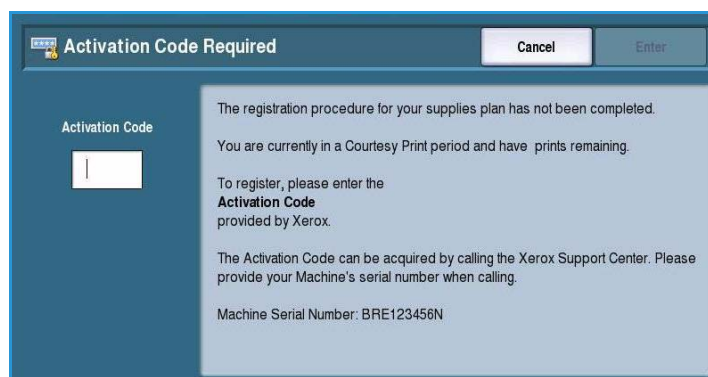 Activation Code Required
Cancel
Enter
Activation Code
The registration procedure for your supplies plan has not been completed.
You are currently in a Courtesy Print period and have prints remaining.
To register, please enter the
Activation Code
provided by Xerox.
The Activation Code can be acquired by calling the Xerox Support Center. Please
provide your Machine's serial number when calling.
Machine Serial Number: BRE123456N